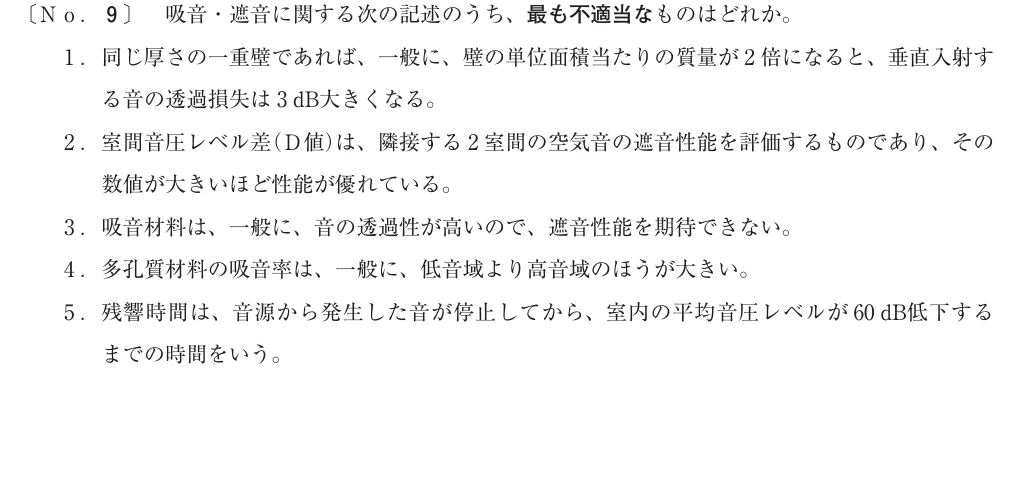 〔Ｎｏ．９〕　吸音・遮音に関する次の記述のうち、最も不適当なものはどれか。
１．同じ厚さの一重壁であれば、一般に、壁の単位面積当たりの質量が２倍になると、垂直入射す
る音の透過損失は３dB大きくなる。
２．室間音圧レベル差（Ｄ値）は、隣接する２室間の空気音の遮音性能を評価するものであり、その
数値が大きいほど性能が優れている。
３．吸音材料は、一般に、音の透過性が高いので、遮音性能を期待できない。
４．多孔質材料の吸音率は、一般に、低音域より高音域のほうが大きい。
５．残響時間は、音源から発生した音が停止してから、室内の平均音圧レベルが60 dB低下する
までの時間をいう。